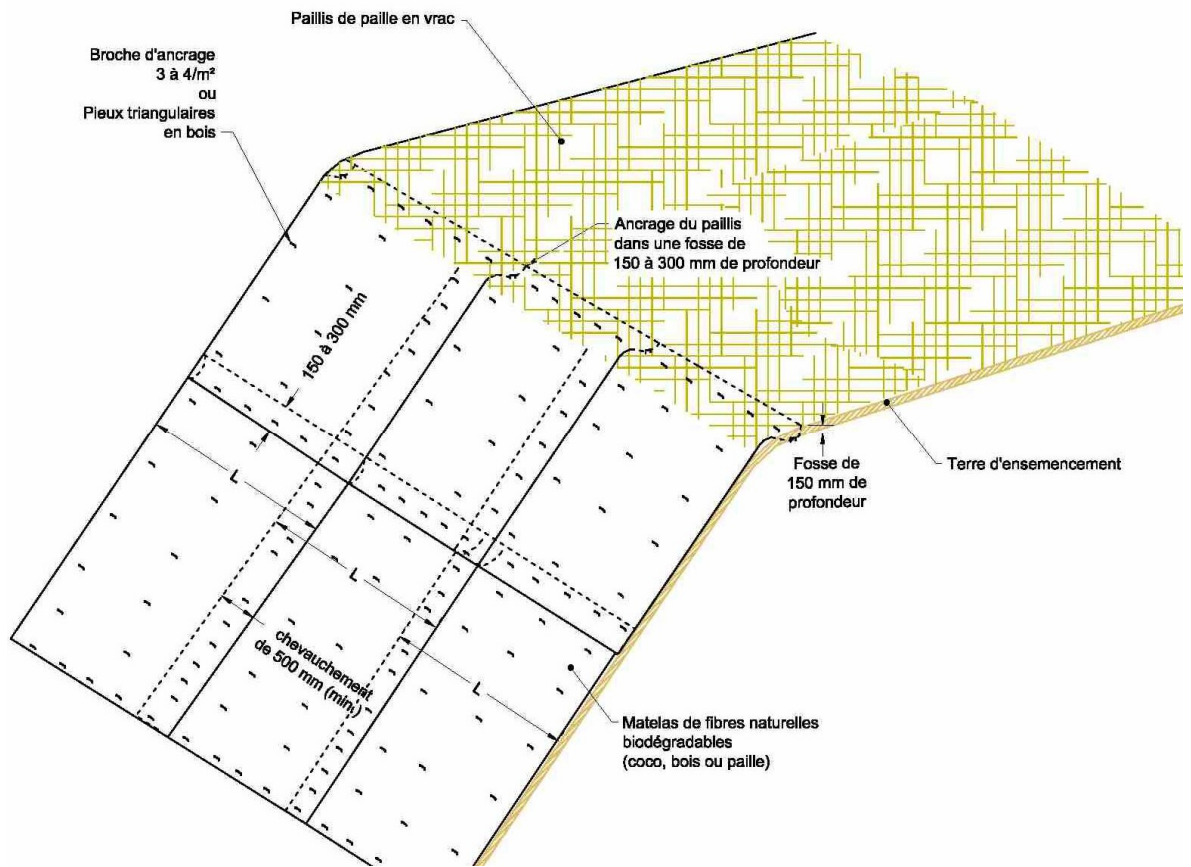 Paillis de paille en vrac
Broche d'ancrage
3 à 4/m²
ou
Pieux triangulaires
en bois
Ancrage du paillis
dans une fosse de
150 à 300 mm de profondeur
150 à 300 mm
Fosse de
150 mm de
profondeur
Terre d'ensemencement
L
L
L
chevauchement
de 500 mm (min.)
Matelas de fibres naturelles
biodégradables
(coco, bois ou paille)